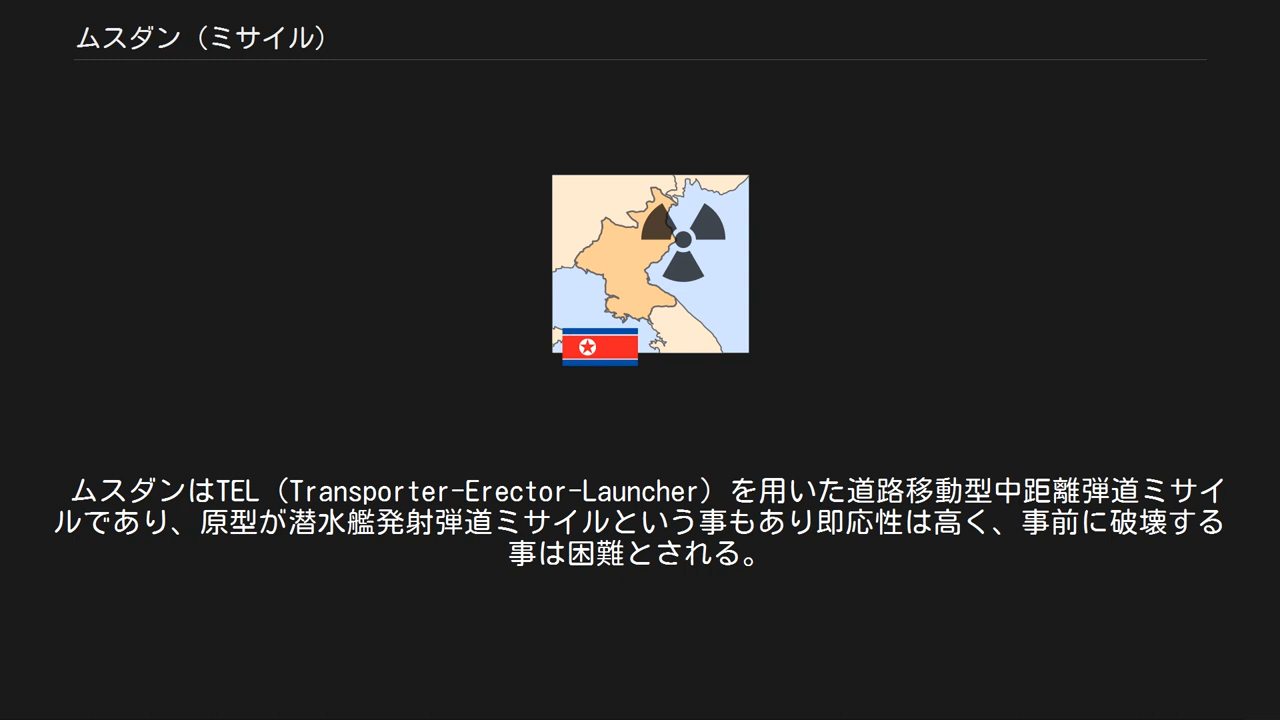 ムスダン（ミサイル）
ムスダンはTEL（Transporter-Erector-Launcher）を用いた道路移動型中距離弾道ミサイ
ルであり、原型が潜水艦発射弾道ミサイルという事もあり即応性は高く、事前に破壊する
事は困難とされる。